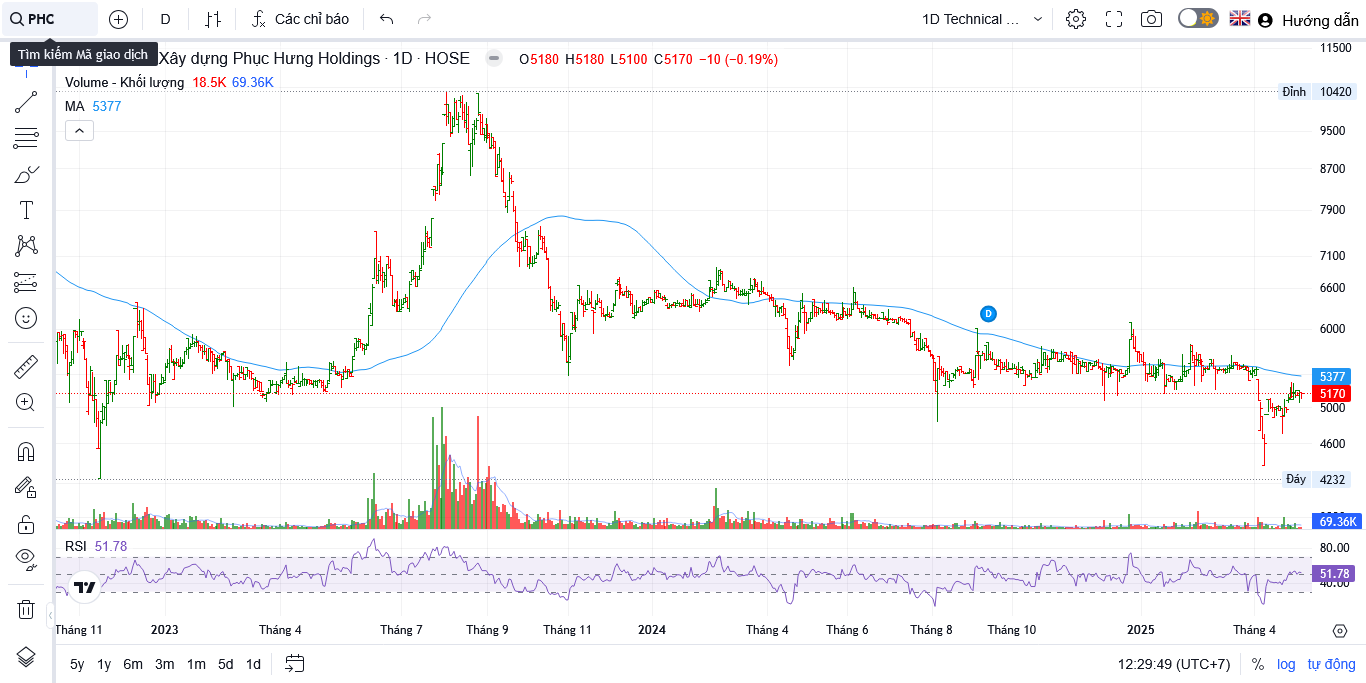 PHC
D
Các chỉ báo
1D Technical ...
Hướng dẫn
Tìm kiếm Mã giao dịch
Xây dựng Phục Hưng Holdings · 1D · HOSE
O5180 H5180 L5100 C5170 −10 (−0.19%)
Volume - Khối lượng 18.5K 69.36K
MA 5377
11500
Đỉnh 10420
9500
8700
7900
7100
6600
6000
D
5377
5170
5000
4600
Đáy 4232
69.36K
RSI 51.78
80.00
51.78
40.00
Tháng 11 2023 Tháng 4 Tháng 7 Tháng 9 Tháng 11 2024 Tháng 4 Tháng 6 Tháng 8 Tháng 10 2025 Tháng 4
5y 1y 6m 3m 1m 5d 1d
12:29:49 (UTC+7) % log tự động